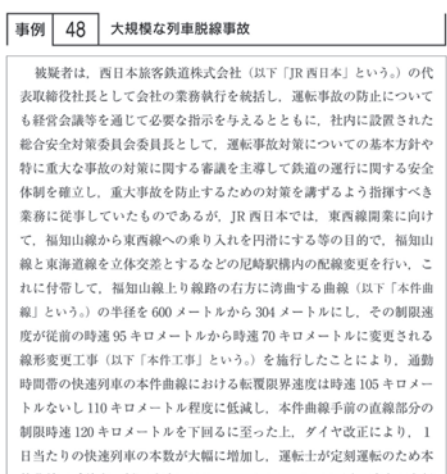 事例 48 大規模な列車脱線事故
被疑者は，西日本旅客鉄道株式会社（以下「JR西日本」という。）の代
表取締役社長として会社の業務執行を統括し，運転事故の防止について
も経営会議等を通じて必要な指示を与えるとともに，社内に設置された
総合安全対策委員会委員長として，運転事故対策についての基本方針や
特に重大な事故の対策に関する審議を主導して鉄道の運行に関する安全
体制を確立し，重大事故を防止するための対策を講ずるよう指揮すべき
業務に従事していたものであるが，JR西日本では，東西線開業に向け
て，福知山線から東西線への乗り入れを円滑にする等の目的で，福知山
線と東海道線を立体交差とするなどの尼崎駅構内の配線変更を行い，こ
れに付帯して，福知山線上り線路の右方に湾曲する曲線（以下「本件曲
線」という。）の半径を600メートルから304メートルにし，その制限速
度が従前の時速95キロメートルから時速70キロメートルに変更される
線形変更工事（以下「本件工事」という。）を施行したことにより，通勤
時間帯の快速列車の本件曲線における転覆限界速度は時速105キロメー
トルないし110キロメートル程度に低減し，本件曲線手前の直線部分の
制限時速120キロメートルを下回るに至った上，ダイヤ改正により，1
日当たりの快速列車の本数が大幅に増加し，運転士が定刻運転のため本